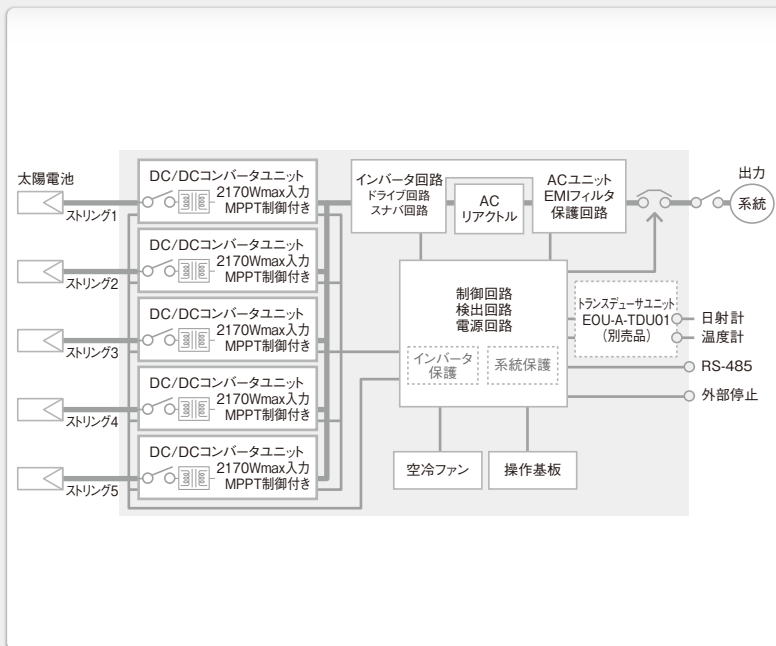 太陽電池
ストリング1
ストリング2
ストリング3
ストリング4
ストリング5
DC/DCコンバータユニット
2170Wmax入力
MPPT制御付き
DC/DCコンバータユニット
2170Wmax入力
MPPT制御付き
DC/DCコンバータユニット
2170Wmax入力
MPPT制御付き
DC/DCコンバータユニット
2170Wmax入力
MPPT制御付き
DC/DCコンバータユニット
2170Wmax入力
MPPT制御付き
インバータ回路
ドライブ回路
スナバ回路
AC
リアクトル
ACユニット
EMIフィルタ
保護回路
出力
系統
制御回路
検出回路
電源回路
インバータ
保護
系統保護
トランスデューサユニット
EOU-A-TDU01
(別売品)
日射計
温度計
RS-485
外部停止
空冷ファン
操作基板